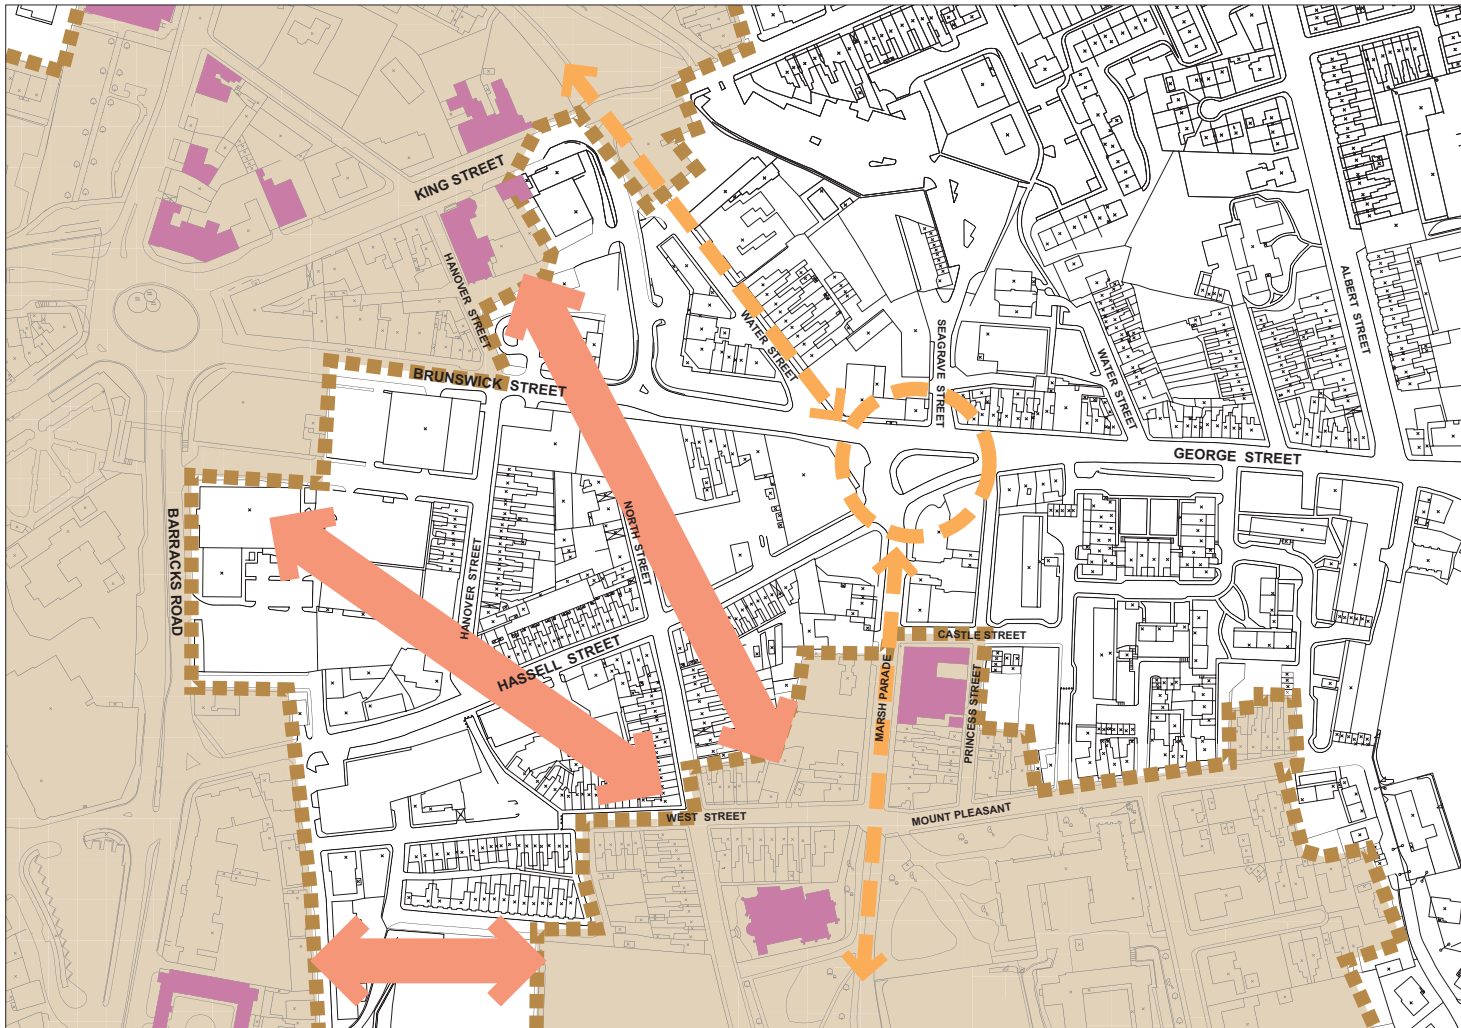 KING STREET
HANOVER STREET
BRUNSWICK STREET
WATER STREET
SEAGRAVE STREET
WATER STREET
ALBERT STREET
GEORGE STREET
BARRACKS ROAD
NORTH STREET
HANOVER STREET
HASSELL STREET
CASTLE STREET
MARSH PARADE
PRINCESS STREET
WEST STREET
MOUNT PLEASANT